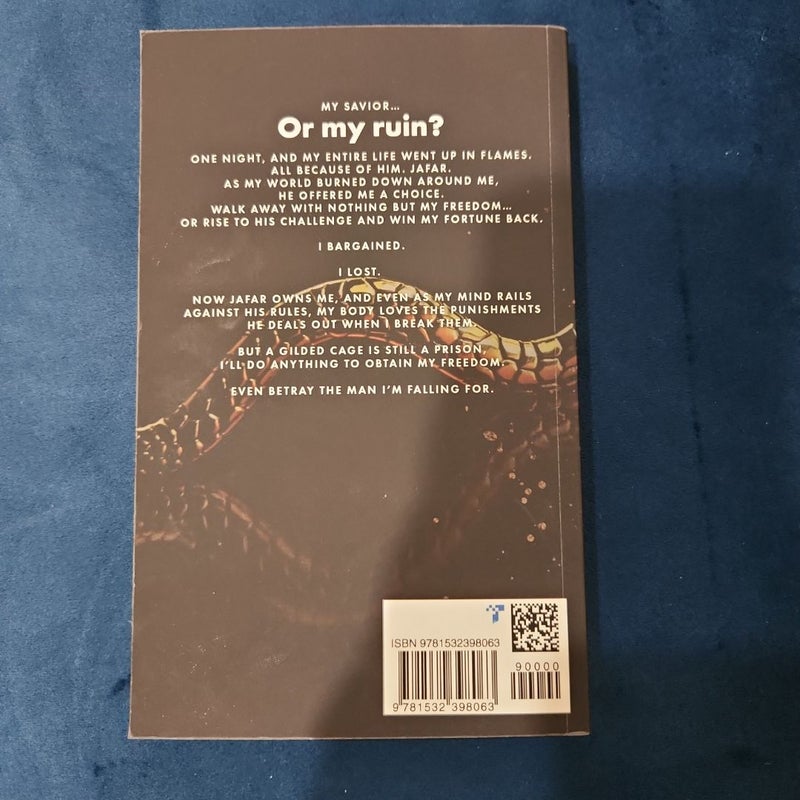 MY SAVIOR...
Or my ruin?
ONE NIGHT, AND MY ENTIRE LIFE WENT UP IN FLAMES.
ALL BECAUSE OF HIM. JAFAR.
AS MY WORLD BURNED DOWN AROUND ME,
HE OFFERED ME A CHOICE.
WALK AWAY WITH NOTHING BUT MY FREEDOM...
OR RISE TO HIS CHALLENGE AND WIN MY FORTUNE BACK.
I BARGAINED.
I LOST.
NOW JAFAR OWNS ME, AND EVEN AS MY MIND RAILS
AGAINST HIS RULES, MY BODY LOVES THE PUNISHMENTS
HE DEALS OUT WHEN I BREAK THEM.
BUT A GILDED CAGE IS STILL A PRISON,
I'LL DO ANYTHING TO OBTAIN MY FREEDOM.
EVEN BETRAY THE MAN I'M FALLING FOR.
ISBN 9781532398063
90000
9 781532 398063